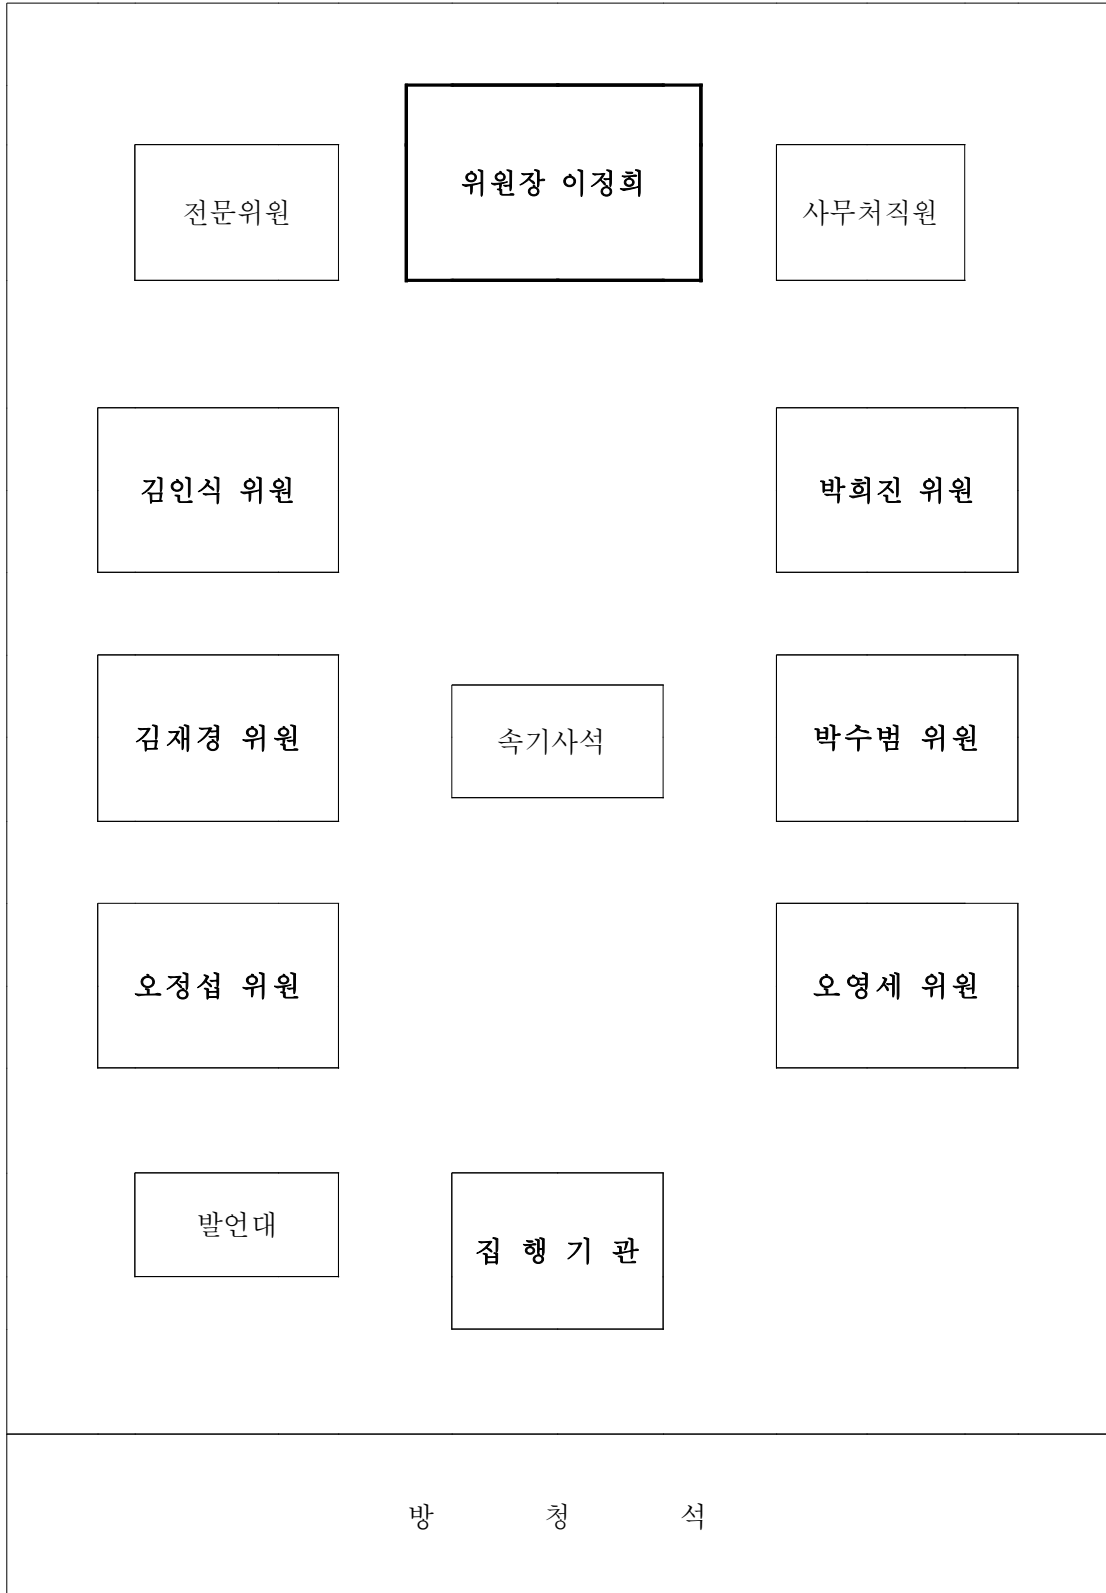 위원장 이정희
전문위원
사무처직원
김인식 위원
박희진 위원
김재경 위원
속기사석
박수범 위원
오정섭 위원
오영세 위원
발언대
집 행 기 관
방 청 석